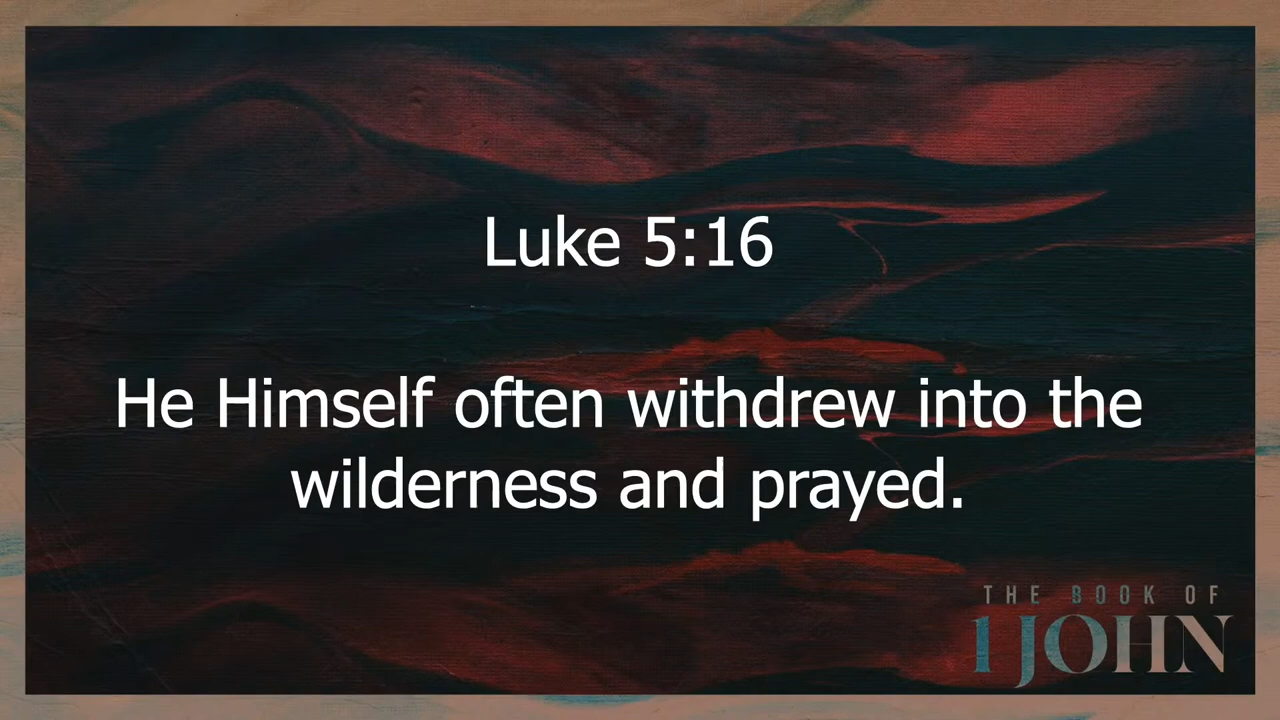 Luke 5:16
He Himself often withdrew into the
wilderness and prayed.
THE BOOK OF
1 JOHN